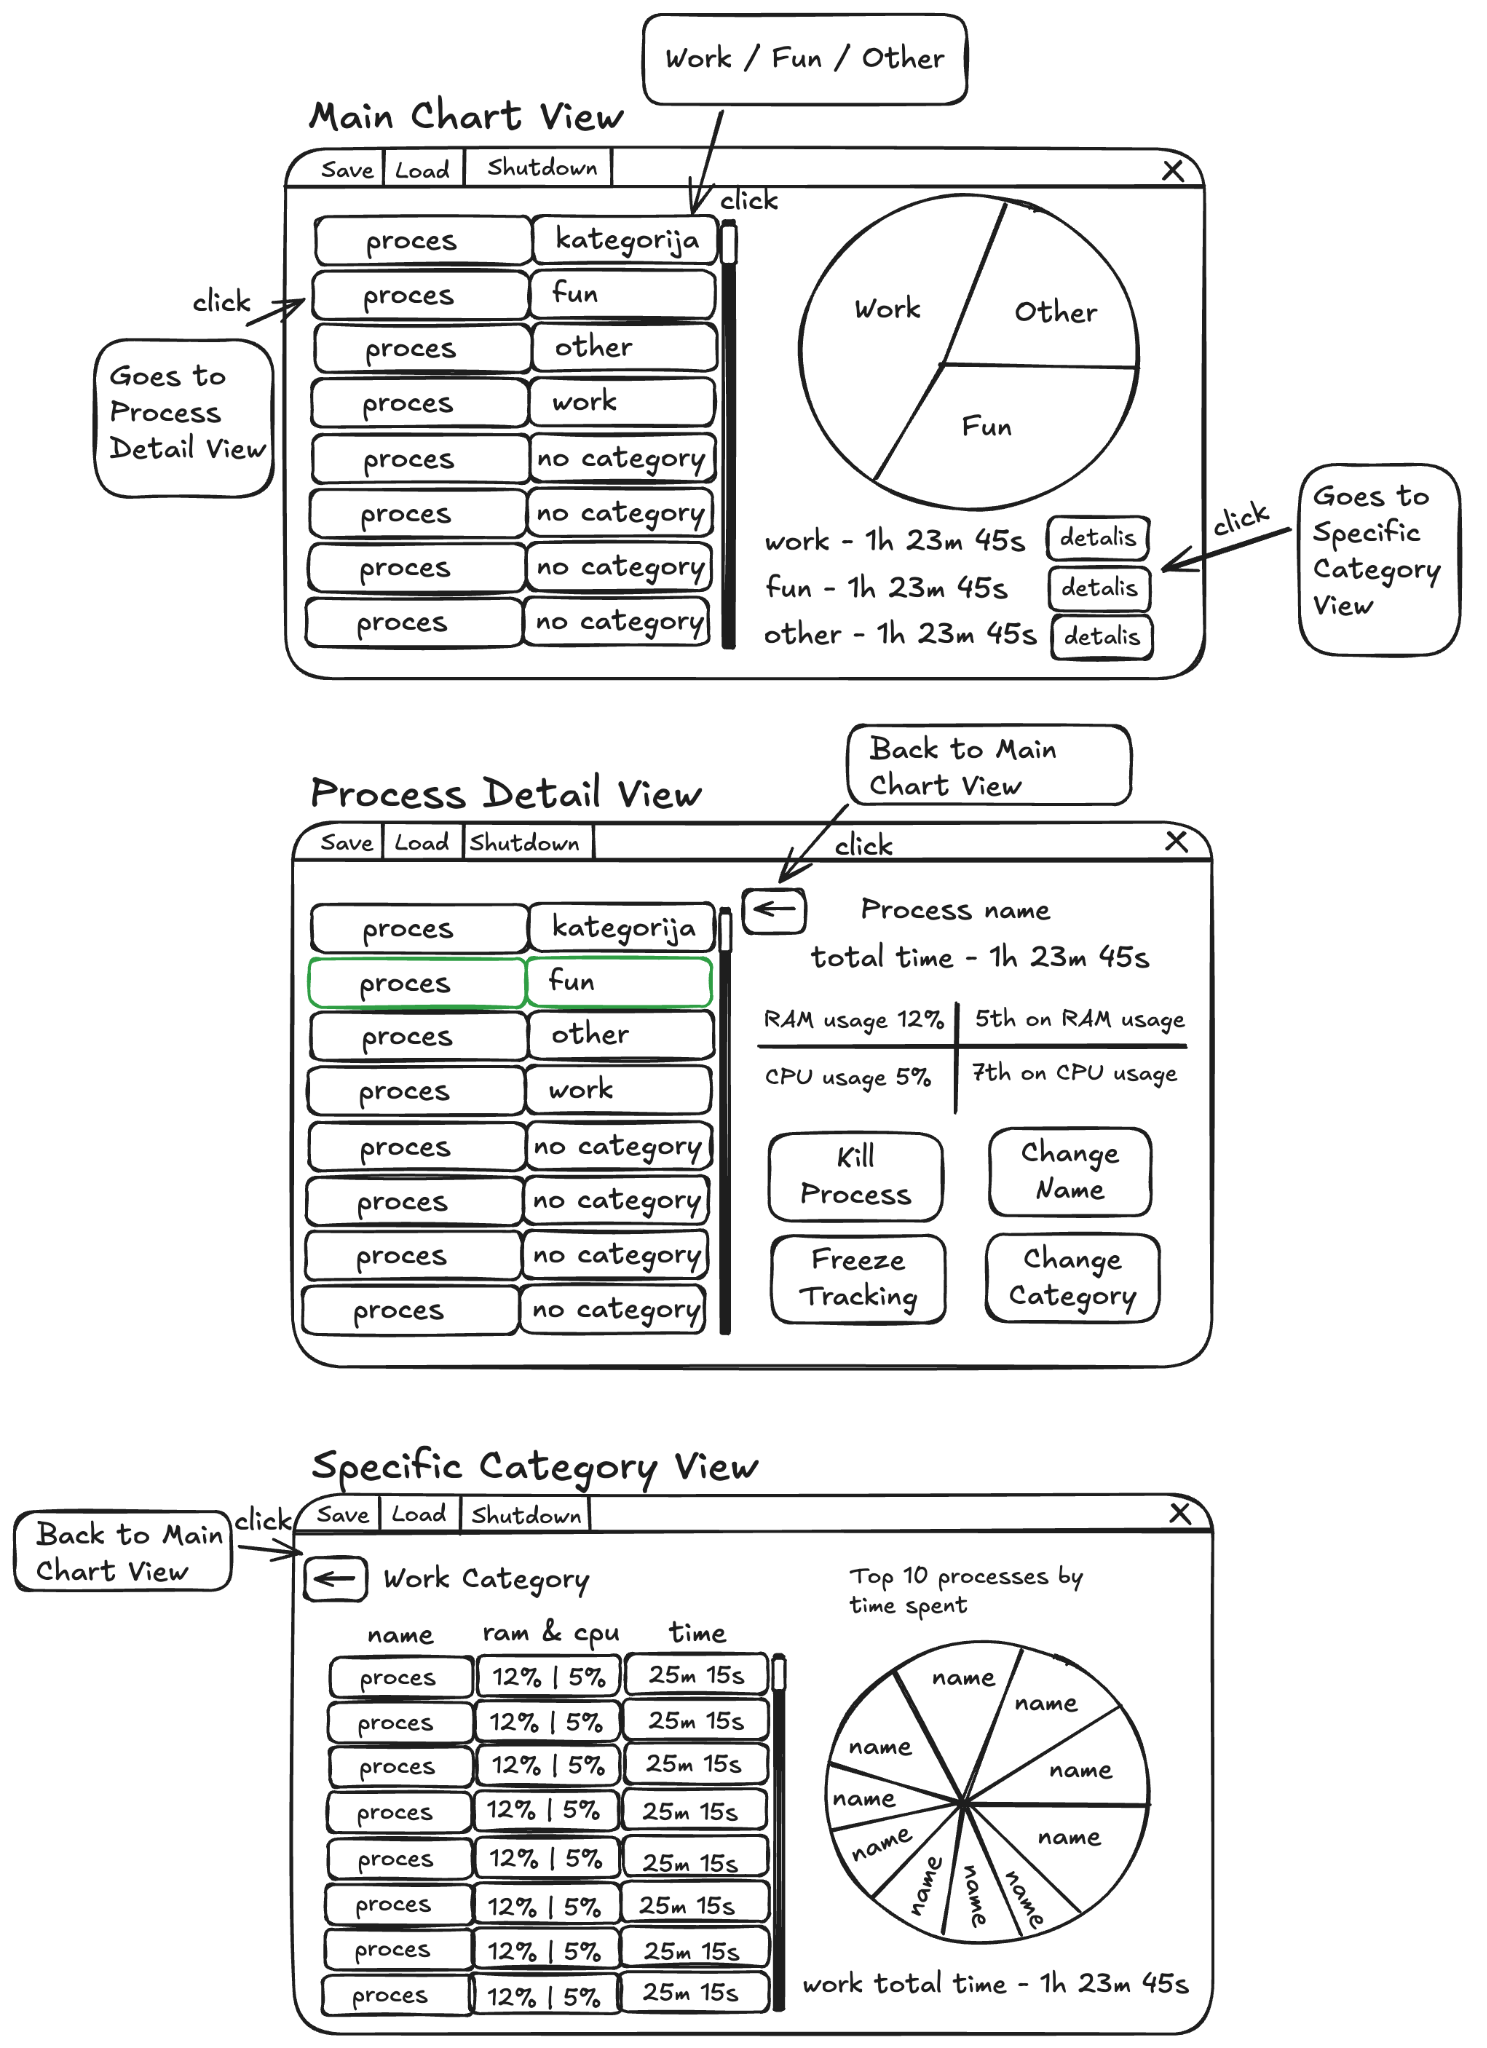 Work / Fun / Other
Main Chart View
Save Load Shutdown X
click
proces kategorija
proces fun
proces other
proces work
proces no category
proces no category
proces no category
proces no category
click
Goes to
Process
Detail View
Work
Other
Fun
work - 1h 23m 45s detalis
fun - 1h 23m 45s detalis
other - 1h 23m 45s detalis
click
Goes to
Specific
Category
View
Back to Main
Chart View
Process Detail View
Save Load Shutdown X
click
proces kategorija
proces fun
proces other
proces work
proces no category
proces no category
proces no category
proces no category
Process name
total time - 1h 23m 45s
RAM usage 12% 5th on RAM usage
CPU usage 5% 7th on CPU usage
Kill
Process
Change
Name
Freeze
Tracking
Change
Category
Specific Category View
Back to Main
Chart View
click
Save Load Shutdown X
Work Category
name ram & cpu time
proces 12% | 5% 25m 15s
proces 12% | 5% 25m 15s
proces 12% | 5% 25m 15s
proces 12% | 5% 25m 15s
proces 12% | 5% 25m 15s
proces 12% | 5% 25m 15s
proces 12% | 5% 25m 15s
proces 12% | 5% 25m 15s
Top 10 processes by
time spent
name
name
name
name
name
name
name
name
name
name
work total time - 1h 23m 45s